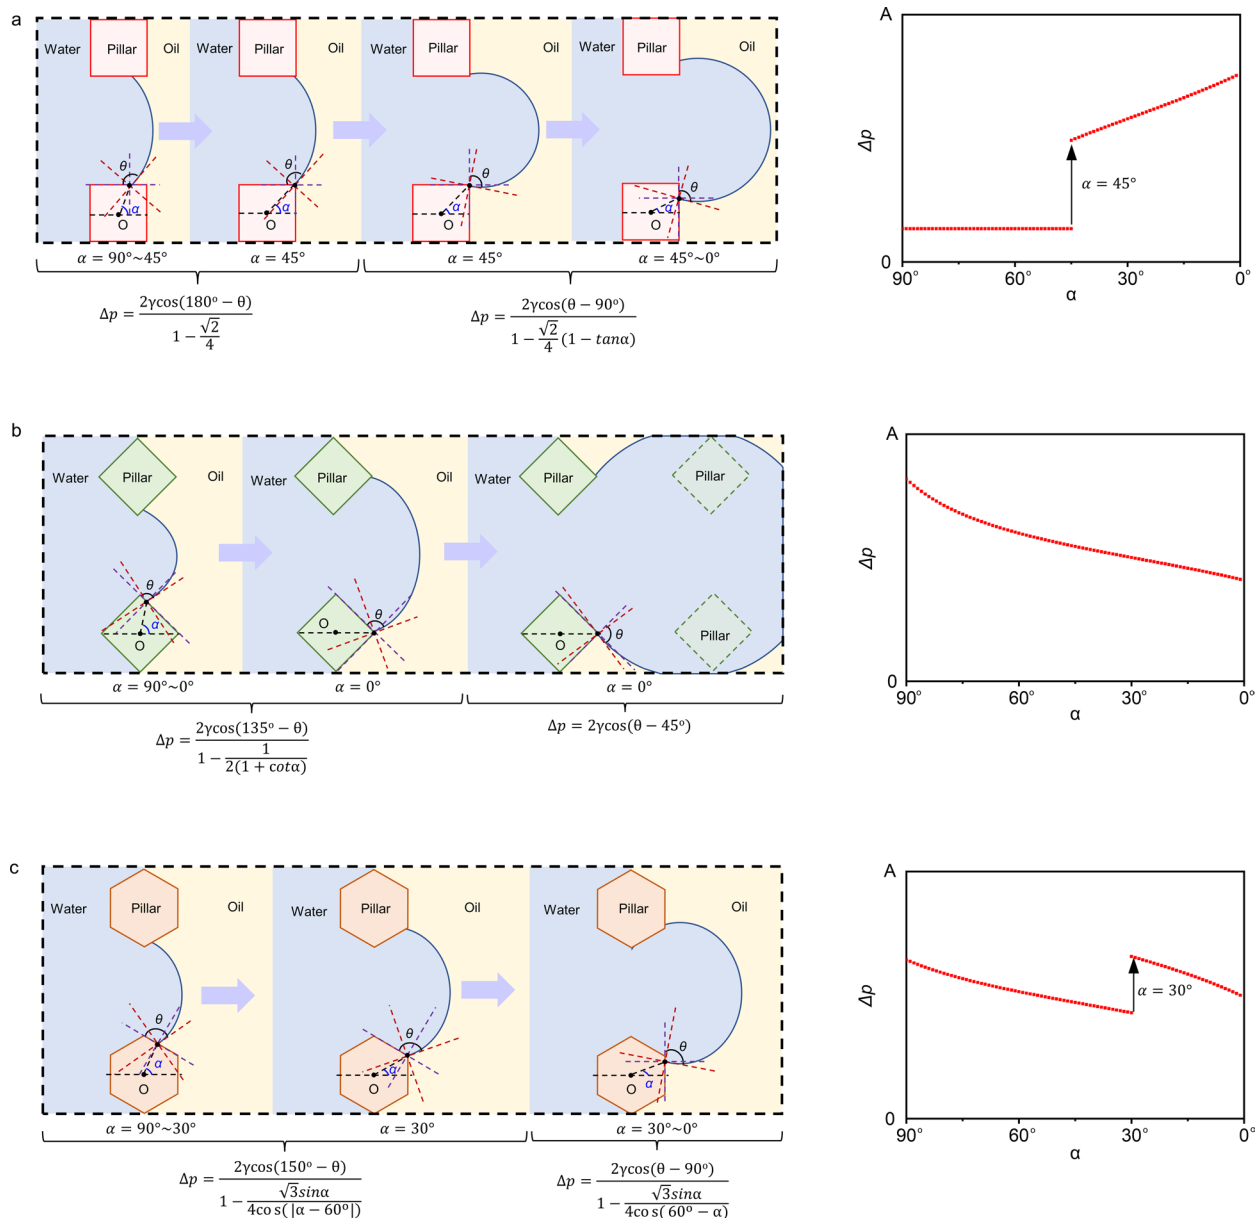 a
Water Pillar Oil Pillar Pillar Oil Pillar Oil
θ θ θ θ
α α α α
O O O O
α = 90°~45° α = 45° α = 45° α = 45°~0°
Δp = 2γcos(180° − θ) / (1 − √2/4)
Δp = 2γcos(θ − 90°) / (1 − √2/4 (1 − tanα))
A
Δp
α = 45°
0
90° 60° 30° 0°
α
b
Water Pillar Oil Water Pillar Oil Pillar Pillar
θ θ θ
α
O O O Pillar
α = 90°~0° α = 0° α = 0°
Δp = 2γcos(135° − θ) / (1 − 1/(2(1 + cotα)))
Δp = 2γcos(θ − 45°)
A
Δp
0
90° 60° 30° 0°
α
c
Water Pillar Oil Water Pillar Oil Water Pillar Oil
θ θ θ
α α α
O O O
α = 90°~30° α = 30° α = 30°~0°
Δp = 2γcos(150° − θ) / (1 − √3sinα/(4cos(|α − 60°|)))
Δp = 2γcos(θ − 90°) / (1 − √3sinα/(4cos(60° − α)))
A
Δp
α = 30°
0
90° 60° 30° 0°
α